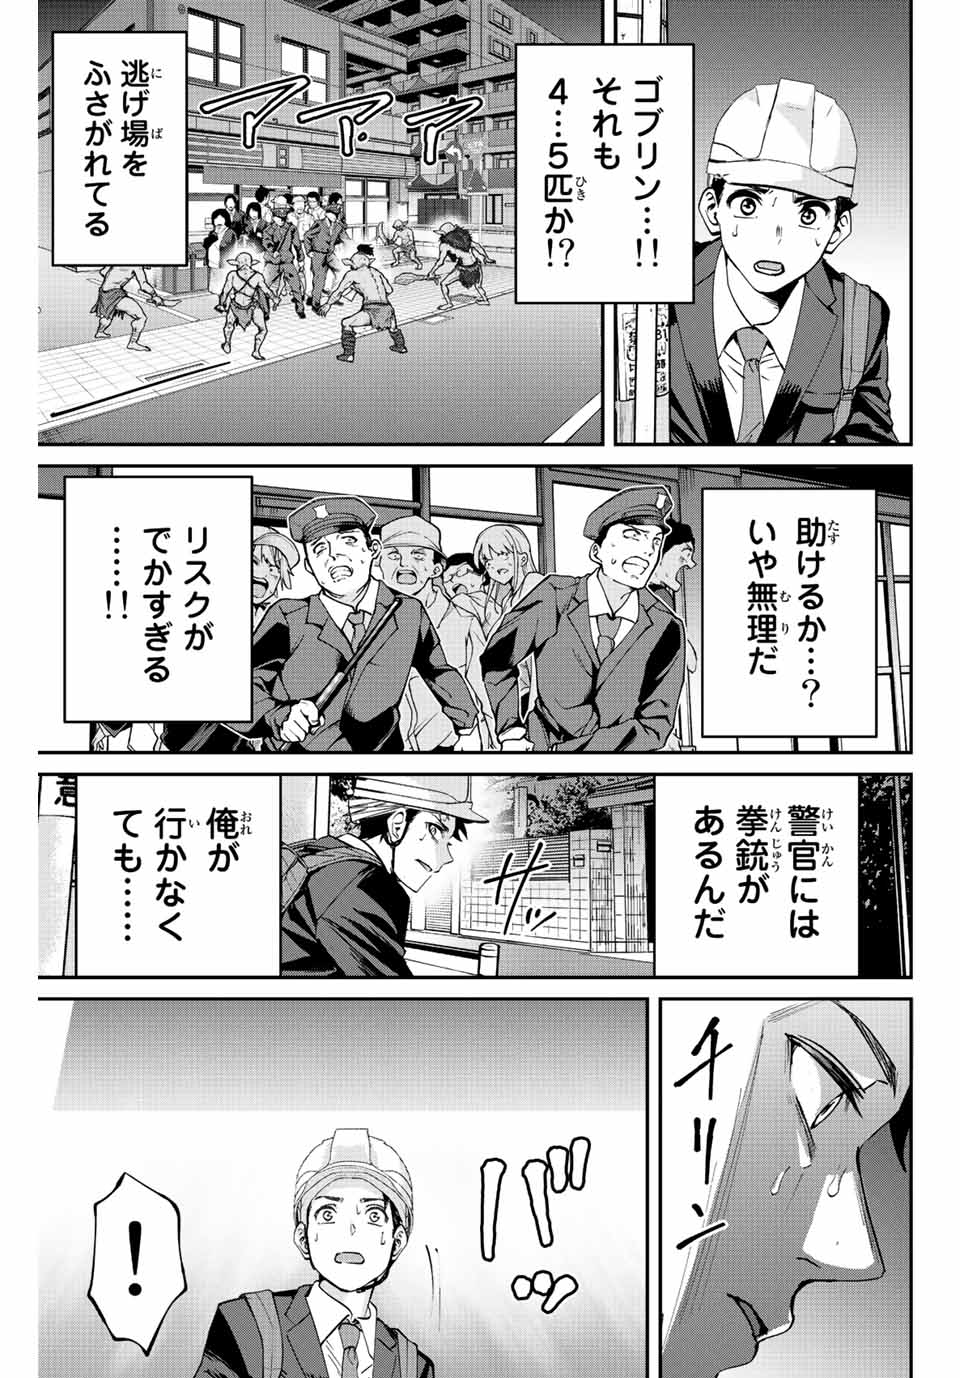 ゴブリン…!!
それも
4…5匹か!?
アアア…
逃げ場を
ふさがれてる
助けるか…?
いや無理だ
リスクが
でかすぎる
……!!
警官には
拳銃が
あるんだ
ザッ
俺が
行かなく
ても……
意
チリン
バッ
!